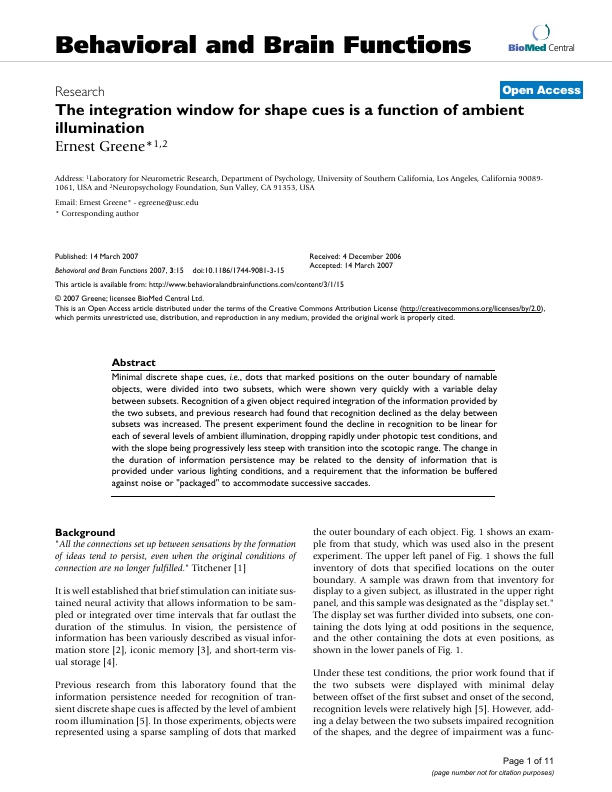 Behavioral and Brain Functions
BioMed Central
Research
Open Access
The integration window for shape cues is a function of ambient
illumination
Ernest Greene*1,2
Address: 1Laboratory for Neurometric Research, Department of Psychology, University of Southern California, Los Angeles, California 90089-
1061, USA and 2Neuropsychology Foundation, Sun Valley, CA 91353, USA
Email: Ernest Greene* - egreene@usc.edu
* Corresponding author
Published: 14 March 2007
Behavioral and Brain Functions 2007, 3:15 doi:10.1186/1744-9081-3-15
Received: 4 December 2006
Accepted: 14 March 2007
This article is available from: http://www.behavioralandbrainfunctions.com/content/3/1/15
© 2007 Greene; licensee BioMed Central Ltd.
This is an Open Access article distributed under the terms of the Creative Commons Attribution License (http://creativecommons.org/licenses/by/2.0),
which permits unrestricted use, distribution, and reproduction in any medium, provided the original work is properly cited.
Abstract
Minimal discrete shape cues, i.e., dots that marked positions on the outer boundary of namable
objects, were divided into two subsets, which were shown very quickly with a variable delay
between subsets. Recognition of a given object required integration of the information provided by
the two subsets, and previous research had found that recognition declined as the delay between
subsets was increased. The present experiment found the decline in recognition to be linear for
each of several levels of ambient illumination, dropping rapidly under photopic test conditions, and
with the slope being progressively less steep with transition into the scotopic range. The change in
the duration of information persistence may be related to the density of information that is
provided under various lighting conditions, and a requirement that the information be buffered
against noise or "packaged" to accommodate successive saccades.
Background
"All the connections set up between sensations by the formation
of ideas tend to persist, even when the original conditions of
connection are no longer fulfilled." Titchener [1]
It is well established that brief stimulation can initiate sus-
tained neural activity that allows information to be sam-
pled or integrated over time intervals that far outlast the
duration of the stimulus. In vision, the persistence of
information has been variously described as visual infor-
mation store [2], iconic memory [3], and short-term vis-
ual storage [4].
Previous research from this laboratory found that the
information persistence needed for recognition of tran-
sient discrete shape cues is affected by the level of ambient
room illumination [5]. In those experiments, objects were
represented using a sparse sampling of dots that marked
the outer boundary of each object. Fig. 1 shows an exam-
ple from that study, which was used also in the present
experiment. The upper left panel of Fig. 1 shows the full
inventory of dots that specified locations on the outer
boundary. A sample was drawn from that inventory for
display to a given subject, as illustrated in the upper right
panel, and this sample was designated as the "display set."
The display set was further divided into subsets, one con-
taining the dots lying at odd positions in the sequence,
and the other containing the dots at even positions, as
shown in the lower panels of Fig. 1.
Under these test conditions, the prior work found that if
the two subsets were displayed with minimal delay
between offset of the first subset and onset of the second,
recognition levels were relatively high [5]. However, add-
ing a delay between the two subsets impaired recognition
of the shapes, and the degree of impairment was a func-
Page 1 of 11
(page number not for citation purposes)